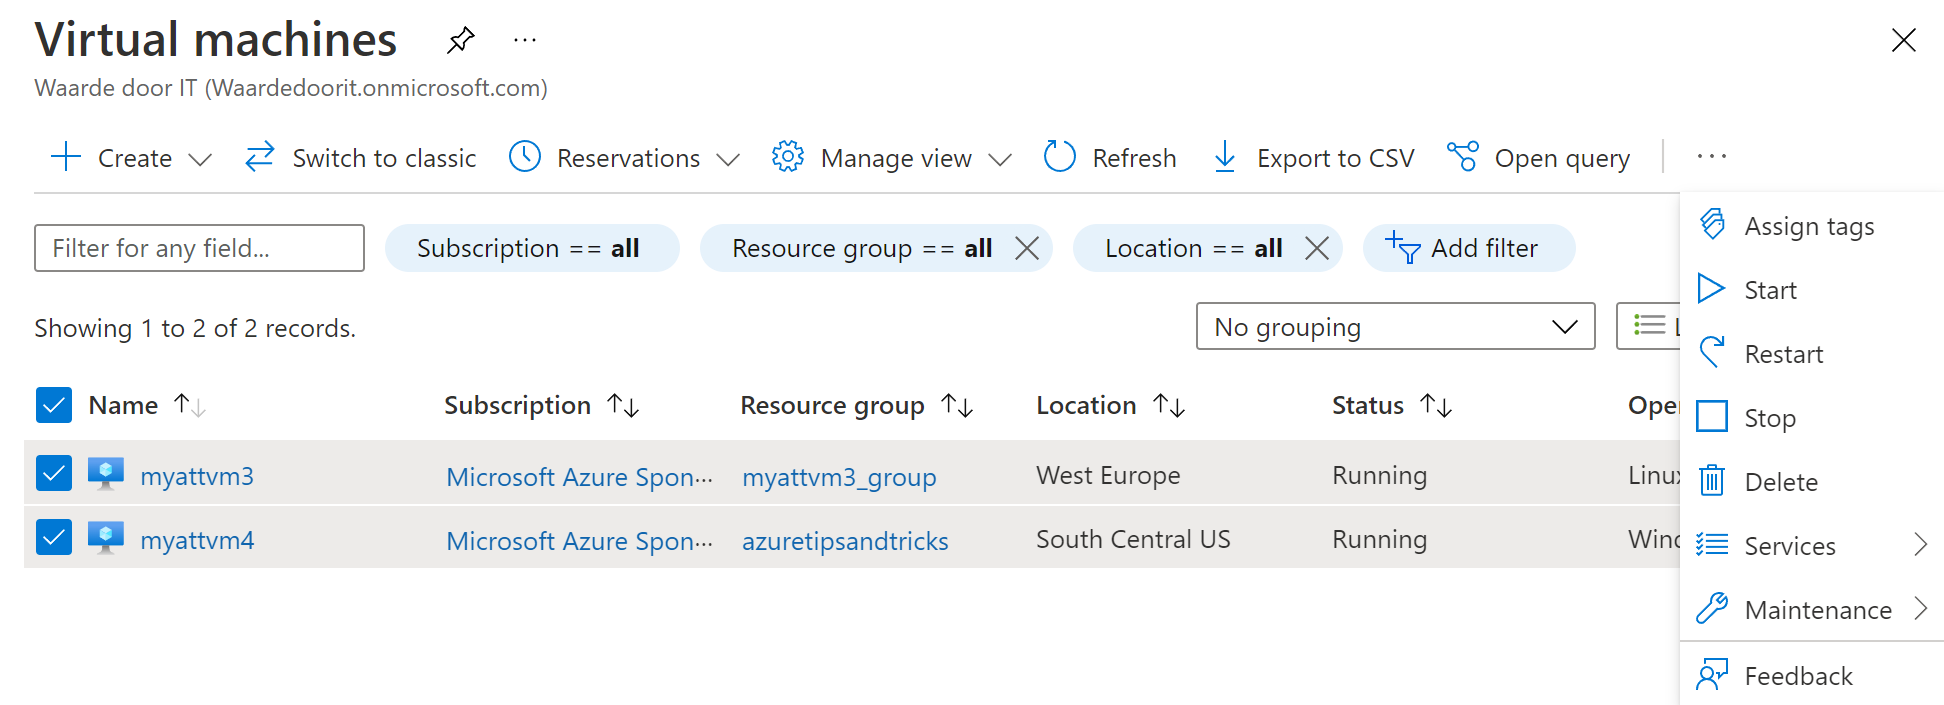 Virtual machines
Waarde door IT (Waardedoorit.onmicrosoft.com)
Create Switch to classic Reservations Manage view Refresh Export to CSV Open query
Filter for any field... Subscription == all Resource group == all Location == all Add filter
Showing 1 to 2 of 2 records. No grouping
Name Subscription Resource group Location Status
myattvm3 Microsoft Azure Spon··· myattvm3_group West Europe Running Linux
myattvm4 Microsoft Azure Spon··· azuretipsandtricks South Central US Running
Assign tags
Start
Restart
Stop
Delete
Services
Maintenance
Feedback